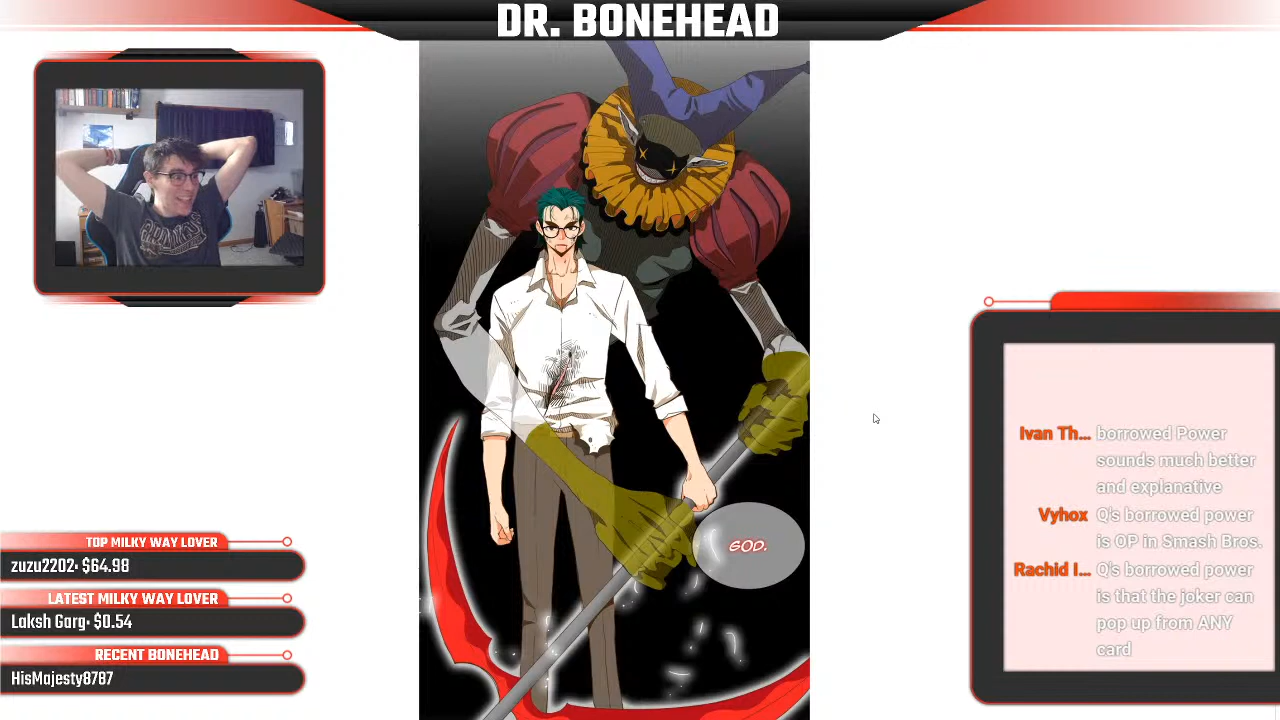 DR. BONEHEAD
GOD.
Ivan Th... borrowed Power
sounds much better
and explanative
Vyhox Q's borrowed power
is OP in Smash Bros.
Rachid I... Q's borrowed power
is that the joker can
pop up from ANY
card
TOP MILKY WAY LOVER
zuzu2202• $64.98
LATEST MILKY WAY LOVER
Laksh Garg• $0.54
RECENT BONEHEAD
HisMajesty8787